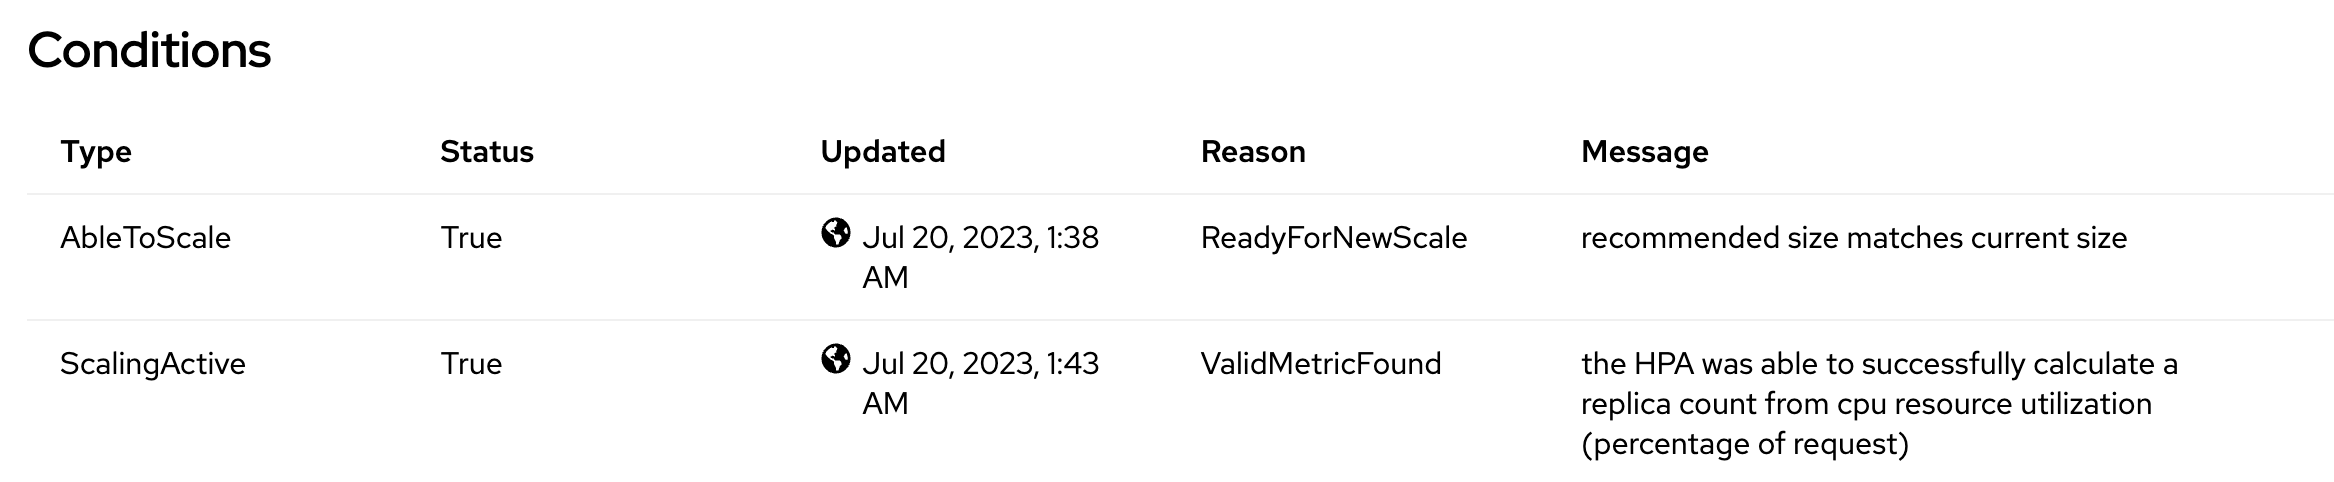 Conditions
Type Status Updated Reason Message
AbleToScale True Jul 20, 2023, 1:38 ReadyForNewScale recommended size matches current size
AM
ScalingActive True Jul 20, 2023, 1:43 ValidMetricFound the HPA was able to successfully calculate a
AM replica count from cpu resource utilization
(percentage of request)